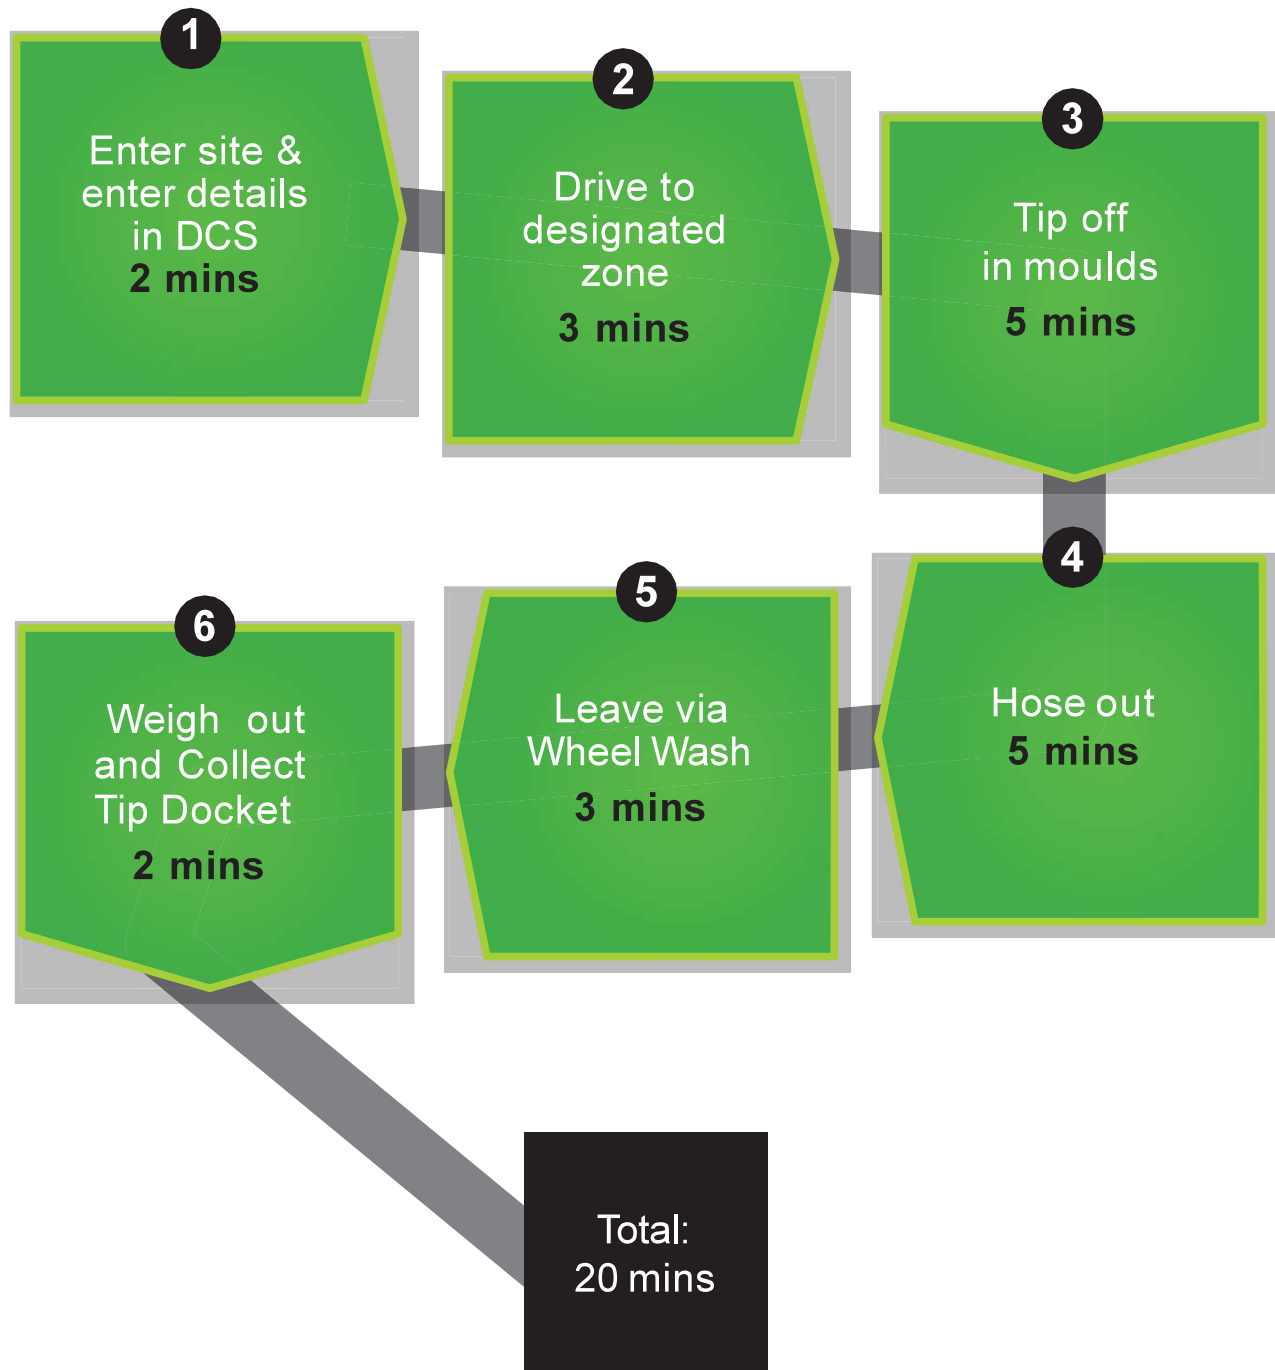 1
Enter site &
enter details
in DCS
2 mins
2
Drive to
designated
zone
3 mins
3
Tip off
in moulds
5 mins
4
Hose out
5 mins
5
Leave via
Wheel Wash
3 mins
6
Weigh out
and Collect
Tip Docket
2 mins
Total:
20 mins